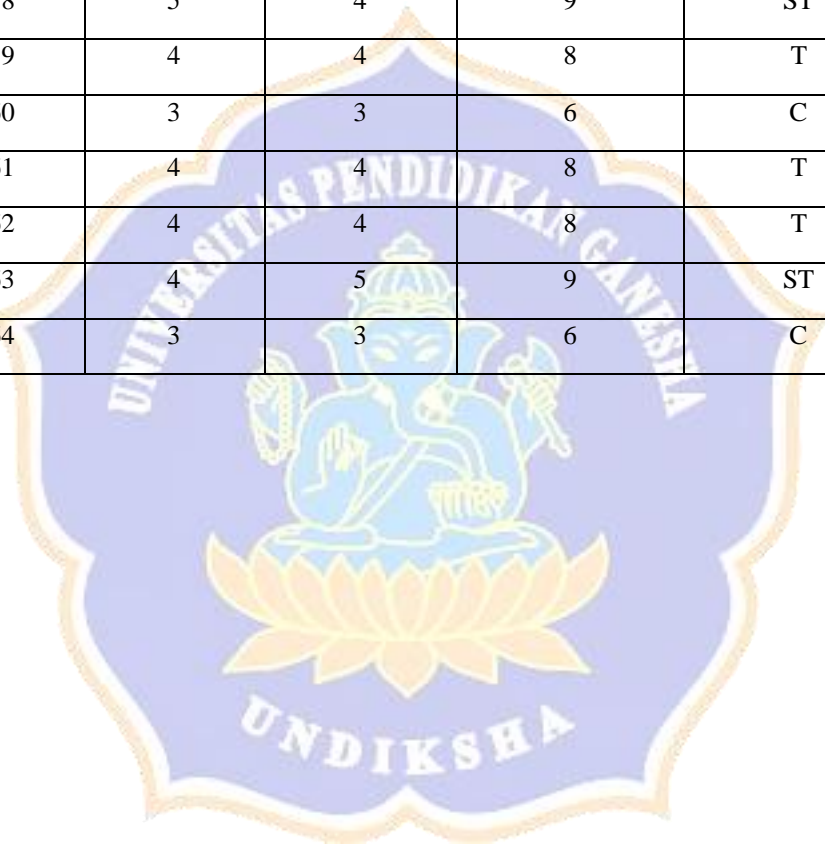 8 5 4 9 ST
9 4 4 8 T
0 3 3 6 C
1 4 4 8 T
2 4 4 8 T
3 4 5 9 ST
4 3 3 6 C
UNIVERSITAS PENDIDIKAN GANESHA
UNDIKSHA